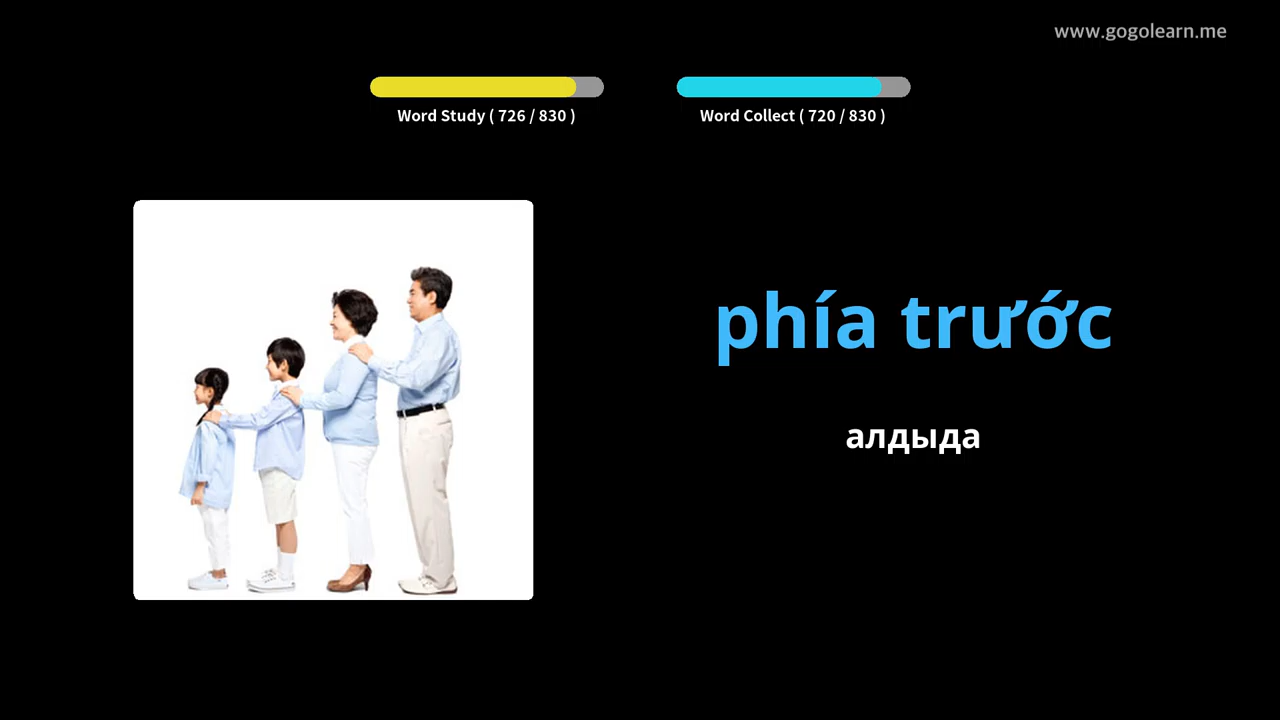 www.gogolearn.me
Word Study ( 726 / 830 )
Word Collect ( 720 / 830 )
phía trước
алдыда